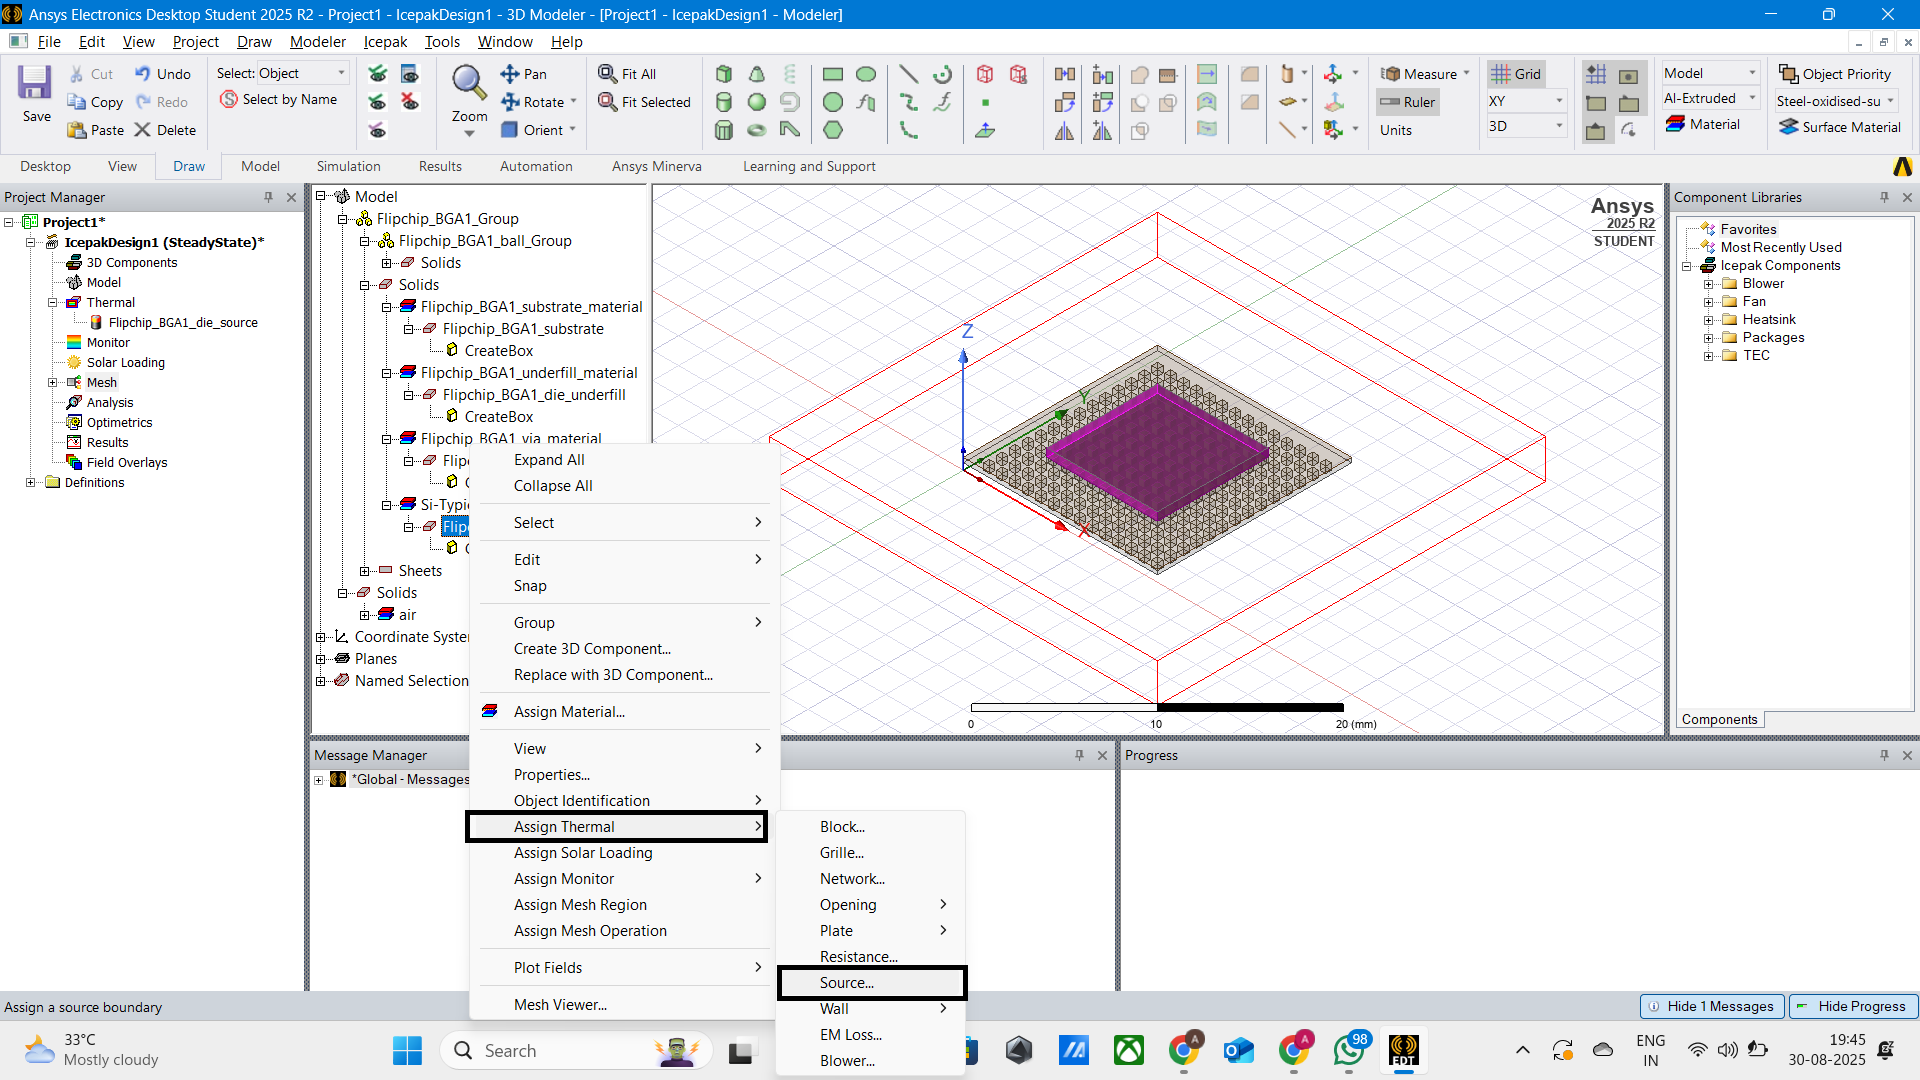 Ansys Electronics Desktop Student 2025 R2 - Project1 - IcepakDesign1 - 3D Modeler - [Project1 - IcepakDesign1 - Modeler]
File Edit View Project Draw Modeler Icepak Tools Window Help
Save
Cut
Copy
Paste
Undo
Redo
Delete
Select: Object
Select by Name
Zoom
Pan
Rotate
Orient
Fit All
Fit Selected
Measure
Ruler
Units
Grid
XY
3D
Model
Al-Extruded
Material
Object Priority
Steel-oxidised-su
Surface Material
Desktop View Draw Model Simulation Results Automation Ansys Minerva Learning and Support
Project Manager
Project1*
IcepakDesign1 (SteadyState)*
3D Components
Model
Thermal
Flipchip_BGA1_die_source
Monitor
Solar Loading
Mesh
Analysis
Optimetrics
Results
Field Overlays
Definitions
Model
Flipchip_BGA1_Group
Flipchip_BGA1_ball_Group
Solids
Solids
Flipchip_BGA1_substrate_material
Flipchip_BGA1_substrate
CreateBox
Flipchip_BGA1_underfill_material
Flipchip_BGA1_die_underfill
CreateBox
Flipchip_BGA1_via_material
Sheets
Solids
air
Planes
Expand All
Collapse All
Select
Edit
Snap
Group
Create 3D Component...
Replace with 3D Component...
Assign Material...
View
Properties...
Object Identification
Assign Thermal
Assign Solar Loading
Assign Monitor
Assign Mesh Region
Assign Mesh Operation
Plot Fields
Mesh Viewer...
Block...
Grille...
Network...
Opening
Plate
Resistance...
Source...
Wall
EM Loss...
Blower...
Z
Y
X
0 10 20 (mm)
Ansys
2025 R2
STUDENT
Component Libraries
Favorites
Most Recently Used
Icepak Components
Blower
Fan
Heatsink
Packages
TEC
Components
Message Manager
*Global - Messages
Progress
Assign a source boundary
Hide 1 Messages
Hide Progress
33°C
Mostly cloudy
Search
A
A
98
EDT
ENG
IN
19:45
30-08-2025